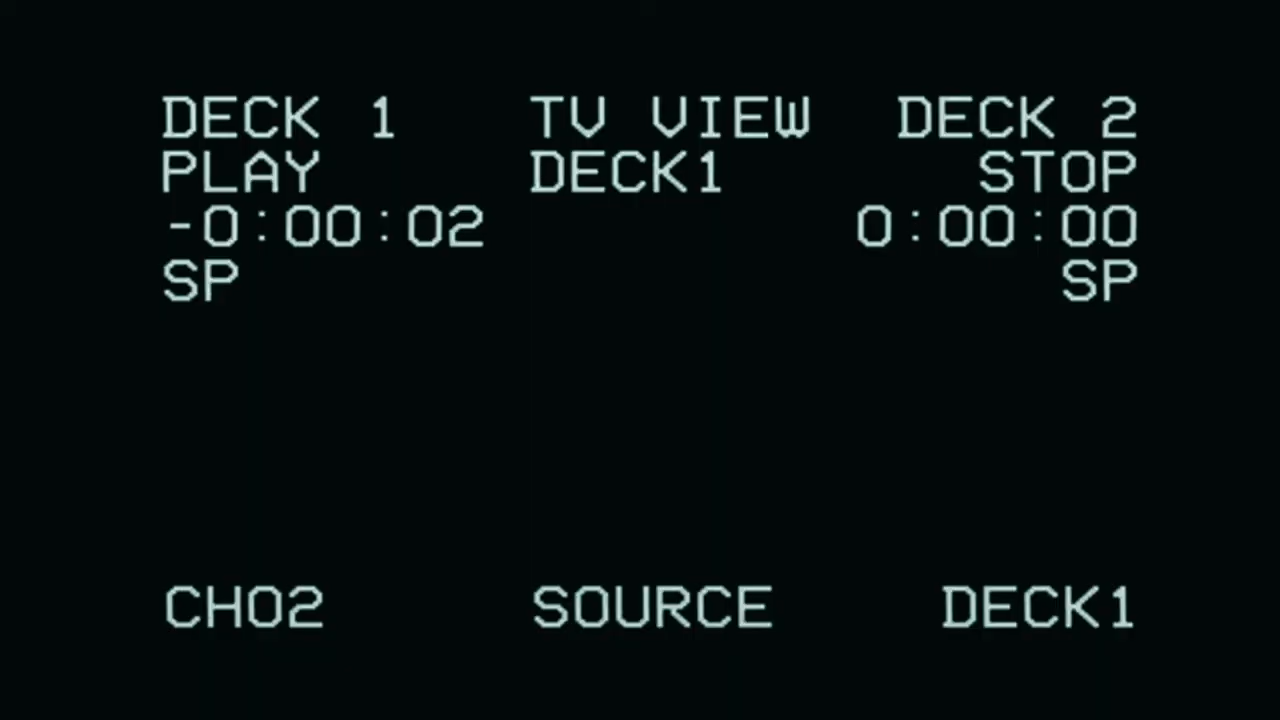 DECK 1 TV VIEW DECK 2
PLAY DECK1 STOP
-0:00:02 0:00:00
SP SP
CH02 SOURCE DECK1